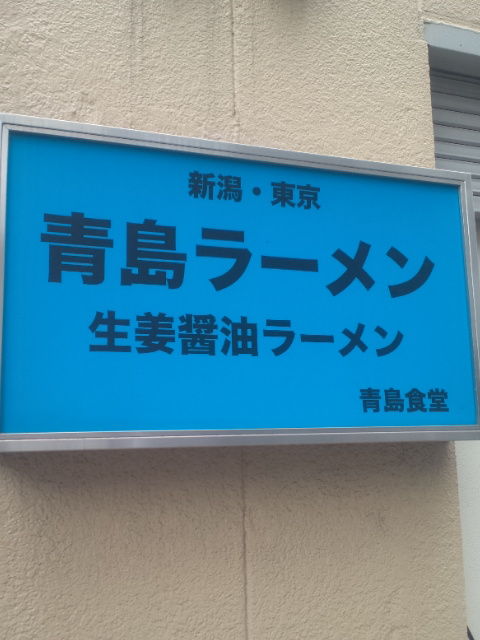 新潟・東京
青島ラーメン
生姜醤油ラーメン
青島食堂